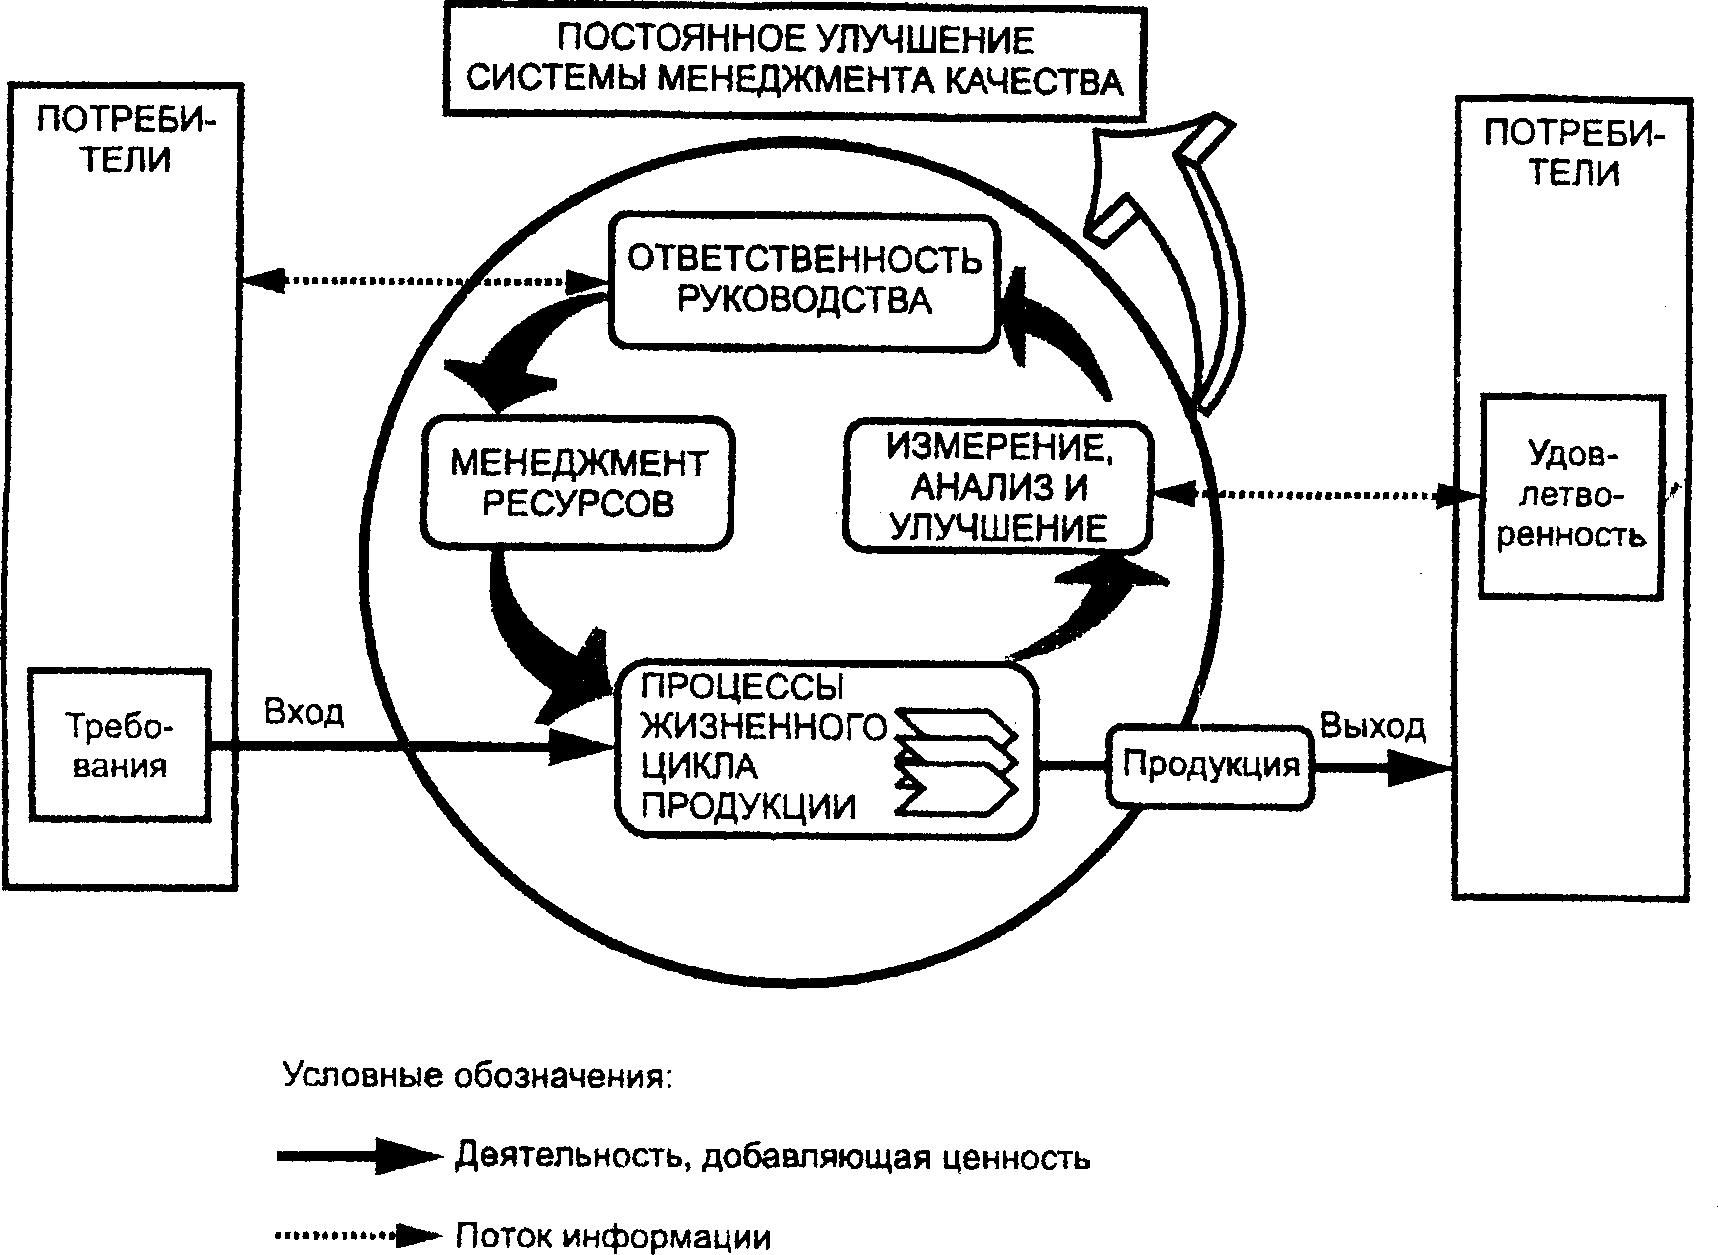 ПОСТОЯННОЕ УЛУЧШЕНИЕ
СИСТЕМЫ МЕНЕДЖМЕНТА КАЧЕСТВА
ПОТРЕБИ-
ТЕЛИ
ПОТРЕБИ-
ТЕЛИ
ОТВЕТСТВЕННОСТЬ
РУКОВОДСТВА
МЕНЕДЖМЕНТ
РЕСУРСОВ
ИЗМЕРЕНИЕ,
АНАЛИЗ И
УЛУЧШЕНИЕ
Удов-
летво-
ренность
Требо-
вания
Вход
ПРОЦЕССЫ
ЖИЗНЕННОГО
ЦИКЛА
ПРОДУКЦИИ
Продукция
Выход
Условные обозначения:
Деятельность, добавляющая ценность
Поток информации